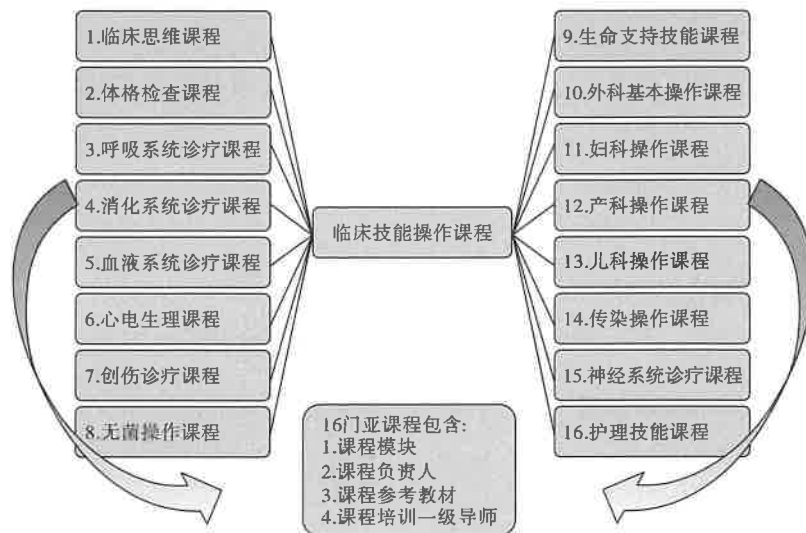 1.临床思维课程
2.体格检查课程
3.呼吸系统诊疗课程
4.消化系统诊疗课程
5.血液系统诊疗课程
6.心电生理课程
7.创伤诊疗课程
8.无菌操作课程
临床技能操作课程
9.生命支持技能课程
10.外科基本操作课程
11.妇科操作课程
12.产科操作课程
13.儿科操作课程
14.传染操作课程
15.神经系统诊疗课程
16.护理技能课程
16门亚课程包含:
1.课程模块
2.课程负责人
3.课程参考教材
4.课程培训一级导师